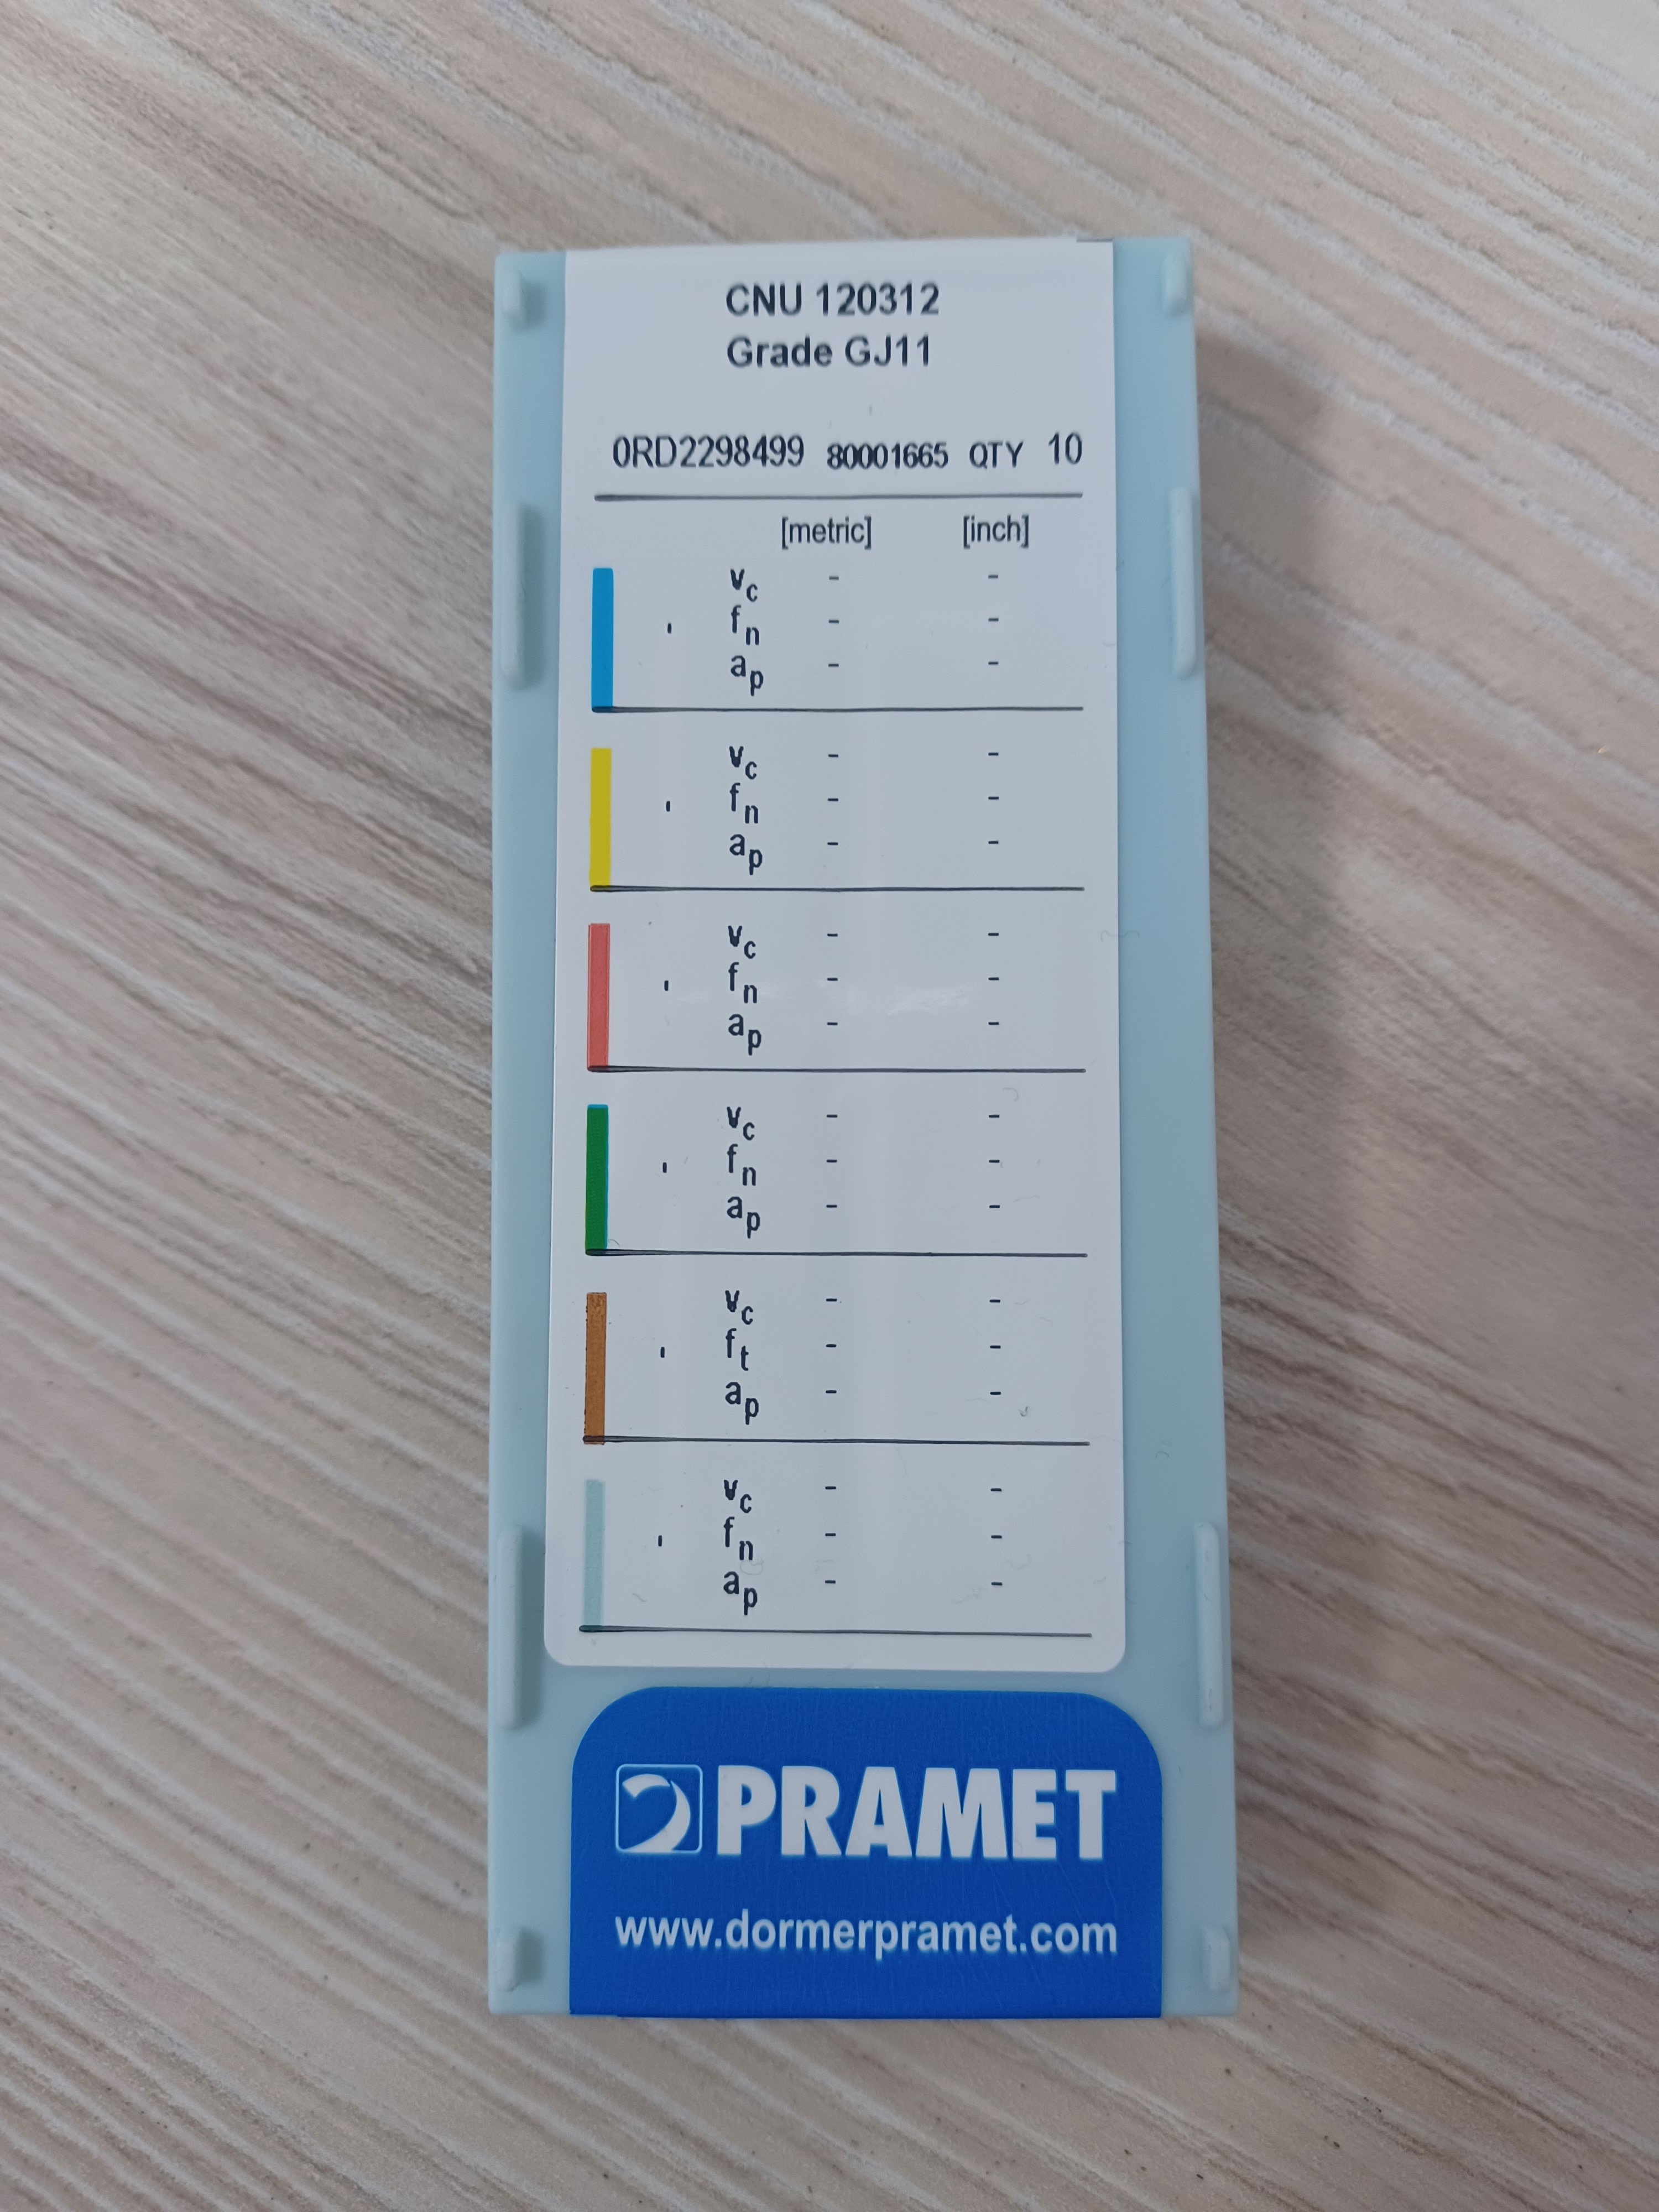 CNU 120312
Grade GJ11
0RD2298499 80001665 QTY 10
[metric] [inch]
vc - -
fn - -
ap - -
vc - -
fn - -
ap - -
vc - -
fn - -
ap - -
vc - -
fn - -
ap - -
vc - -
ft - -
ap - -
vc - -
fn - -
ap - -
PRAMET
www.dormerpramet.com